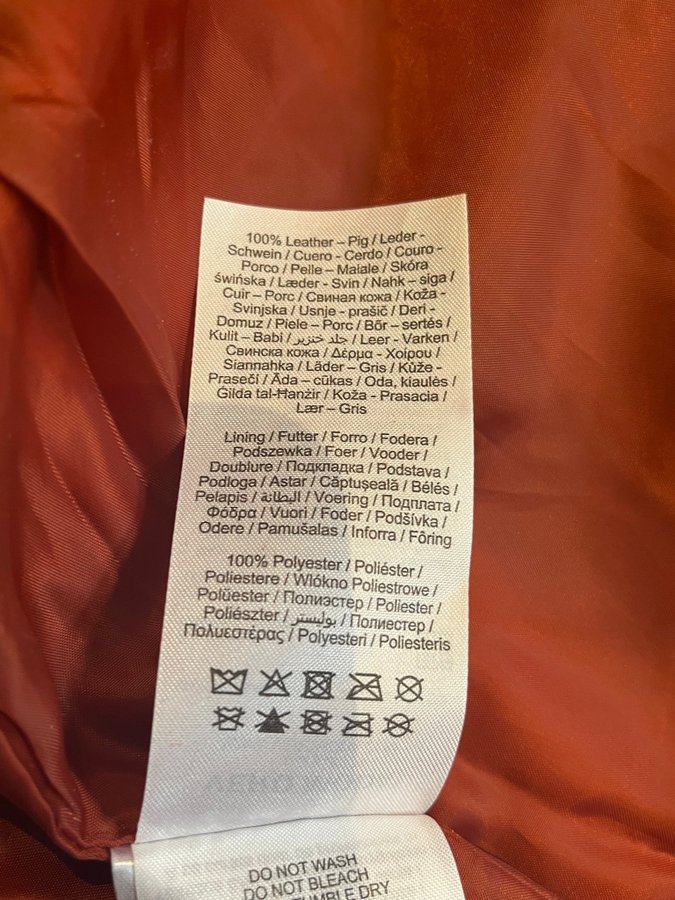 100% Leather – Pig / Leder -
Schwein / Cuero - Cerdo / Couro -
Porco / Pelle – Maiale / Skóra
świńska / Læder - Svin / Nahk – siga /
Cuir – Porc / Свиная кожа / Koža -
Svinjska / Usnje - prašič / Deri -
Domuz / Piele – Porc / Bőr – sertés /
Kulit – Babi / جلد خنزير / Leer - Varken /
Свинска кожа / Δέρμα - Χοίρου /
Siannahka / Läder – Gris / Kůže -
Prasečí / Āda – cūkas / Oda, kiaulės /
Ġilda tal-Ħanżir / Koža - Prasacia /
Lær – Gris
Lining / Futter / Forro / Fodera /
Podszewka / Foer / Vooder /
Doublure / Подкладка / Podstava /
Podloga / Astar / Căptușeală / Bélés /
Pelapis / البطانة / Voering / Подплата /
Φόδρα / Vuori / Foder / Podšívka /
Odere / Pamušalas / Inforra / Fôring
100% Polyester / Poliéster /
Poliestere / Włókno Poliestrowe /
Polüester / Полиэстер / Poliester /
Poliészter / بوليستر / Полиестер /
Πολυεστέρας / Polyesteri / Poliesteris
DO NOT WASH
DO NOT BLEACH
TUMBLE DRY